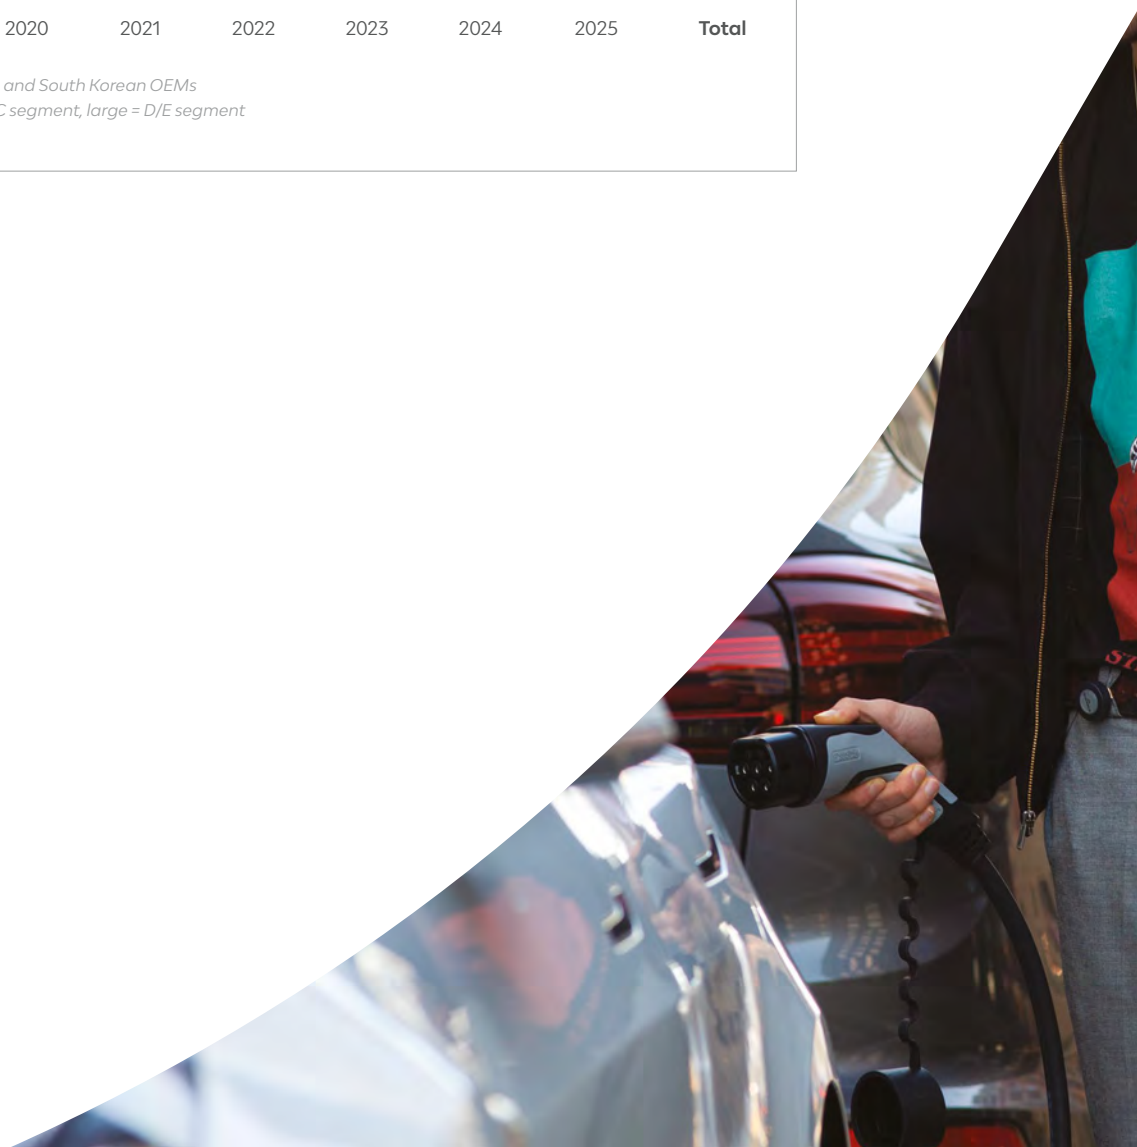 2020 2021 2022 2023 2024 2025 Total
and South Korean OEMs
C segment, large = D/E segment